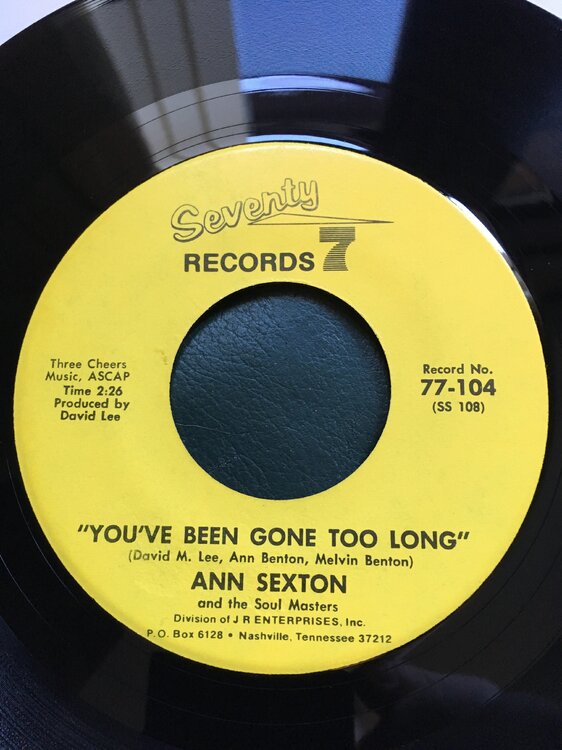 Seventy
RECORDS 7
Three Cheers
Music, ASCAP
Time 2:26
Produced by
David Lee
Record No.
77-104
(SS 108)
"YOU'VE BEEN GONE TOO LONG"
(David M. Lee, Ann Benton, Melvin Benton)
ANN SEXTON
and the Soul Masters
Division of J R ENTERPRISES, Inc.
P.O. Box 6128 • Nashville, Tennessee 37212